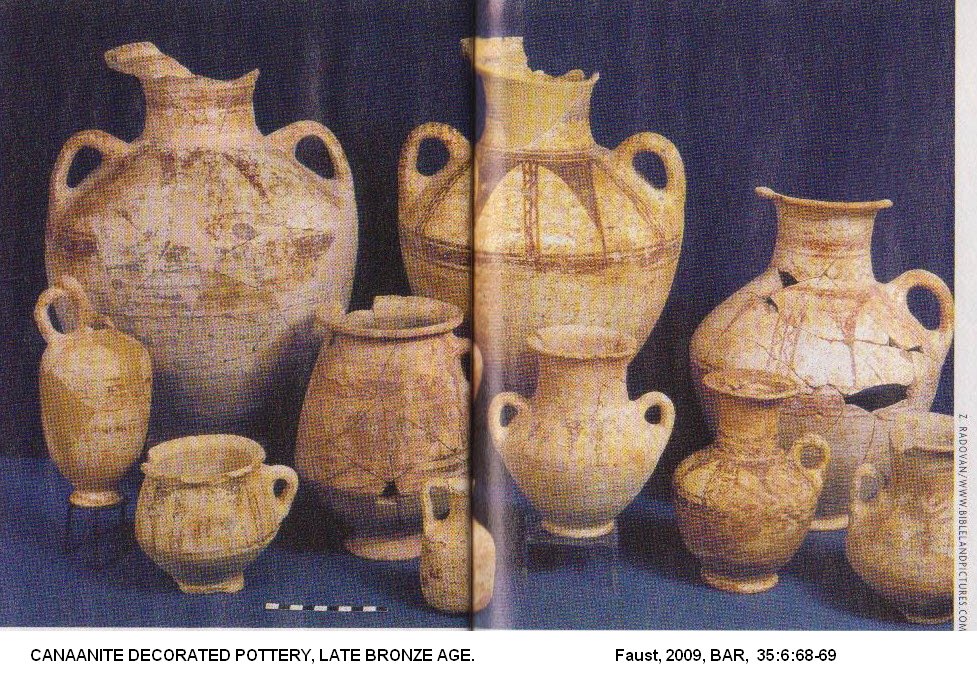 Z. RADOVAN/WWW.BIBLELANDPICTURES.COM
CANAANITE DECORATED POTTERY, LATE BRONZE AGE.
Faust, 2009, BAR, 35:6:68-69